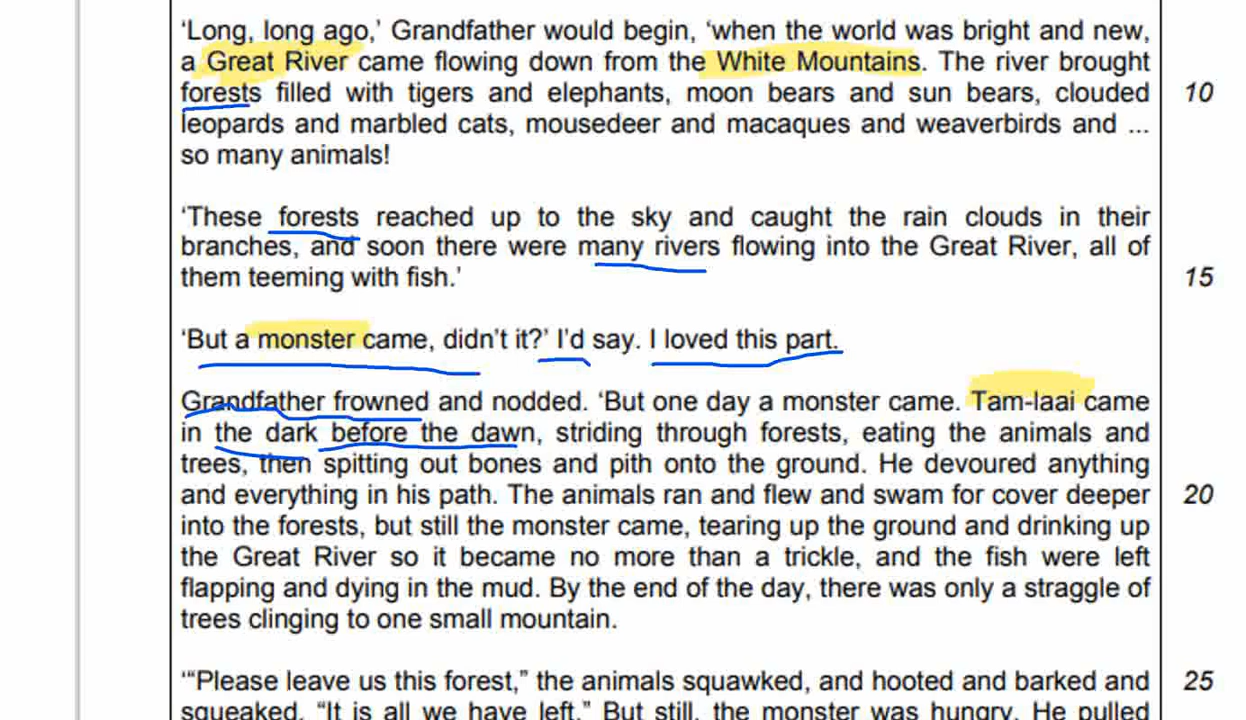 ‘Long, long ago,’ Grandfather would begin, ‘when the world was bright and new,
a Great River came flowing down from the White Mountains. The river brought
forests filled with tigers and elephants, moon bears and sun bears, clouded 10
leopards and marbled cats, mousedeer and macaques and weaverbirds and ...
so many animals!
‘These forests reached up to the sky and caught the rain clouds in their
branches, and soon there were many rivers flowing into the Great River, all of
them teeming with fish.’ 15
‘But a monster came, didn’t it?’ I’d say. I loved this part.
Grandfather frowned and nodded. ‘But one day a monster came. Tam-laai came
in the dark before the dawn, striding through forests, eating the animals and
trees, then spitting out bones and pith onto the ground. He devoured anything
and everything in his path. The animals ran and flew and swam for cover deeper 20
into the forests, but still the monster came, tearing up the ground and drinking up
the Great River so it became no more than a trickle, and the fish were left
flapping and dying in the mud. By the end of the day, there was only a straggle of
trees clinging to one small mountain.
‘“Please leave us this forest,” the animals squawked, and hooted and barked and 25
squeaked. “It is all we have left.” But still, the monster was hungry. He pulled